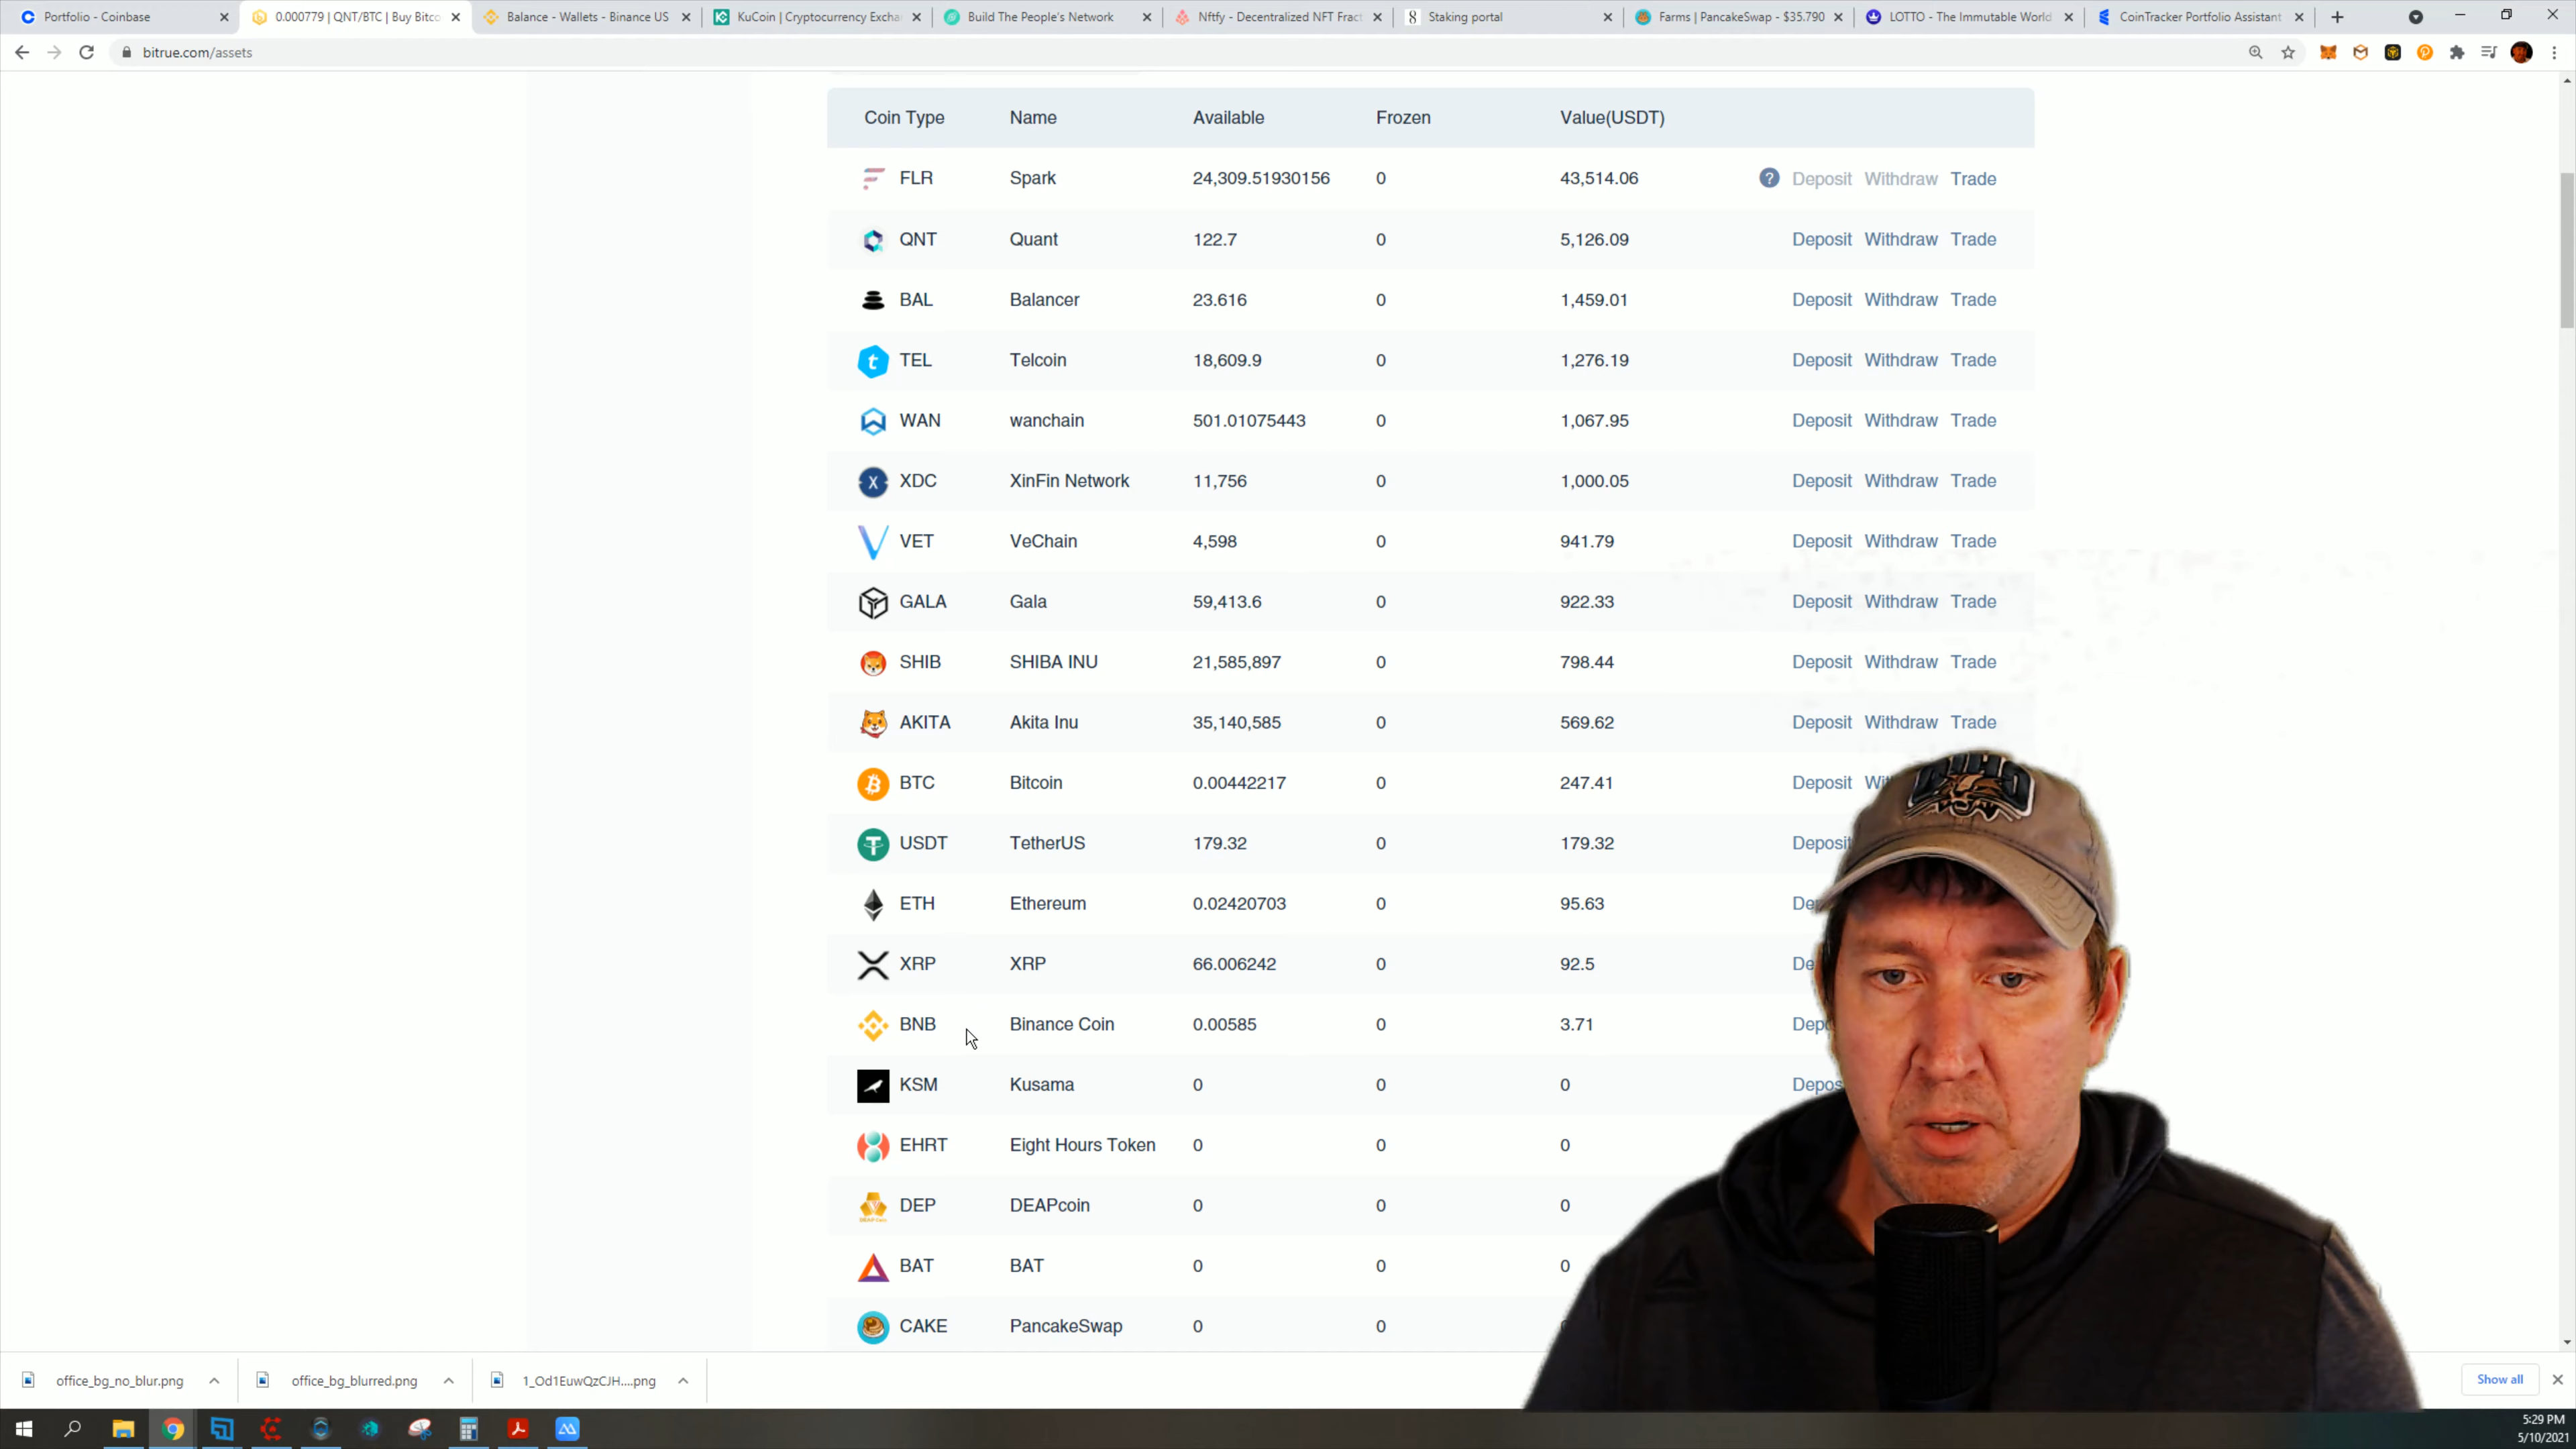 Portfolio - Coinbase
0.000779 | QNT/BTC | Buy Bitco
Balance - Wallets - Binance US
KuCoin | Cryptocurrency Excha
Build The People's Network
Nftfy - Decentralized NFT Fract
Staking portal
Farms | PancakeSwap - $35.790
LOTTO - The Immutable World
CoinTracker Portfolio Assistant
bitrue.com/assets
Coin Type Name Available Frozen Value(USDT)
FLR Spark 24,309.51930156 0 43,514.06 ? Deposit Withdraw Trade
QNT Quant 122.7 0 5,126.09 Deposit Withdraw Trade
BAL Balancer 23.616 0 1,459.01 Deposit Withdraw Trade
TEL Telcoin 18,609.9 0 1,276.19 Deposit Withdraw Trade
WAN wanchain 501.01075443 0 1,067.95 Deposit Withdraw Trade
XDC XinFin Network 11,756 0 1,000.05 Deposit Withdraw Trade
VET VeChain 4,598 0 941.79 Deposit Withdraw Trade
GALA Gala 59,413.6 0 922.33 Deposit Withdraw Trade
SHIB SHIBA INU 21,585,897 0 798.44 Deposit Withdraw Trade
AKITA Akita Inu 35,140,585 0 569.62 Deposit Withdraw Trade
BTC Bitcoin 0.00442217 0 247.41 Deposit Wi
USDT TetherUS 179.32 0 179.32 Deposit
ETH Ethereum 0.02420703 0 95.63 De
XRP XRP 66.006242 0 92.5 De
BNB Binance Coin 0.00585 0 3.71 Dep
KSM Kusama 0 0 0 Depos
EHRT Eight Hours Token 0 0 0
DEP DEAPcoin 0 0 0
BAT BAT 0 0 0
CAKE PancakeSwap 0 0
office_bg_no_blur.png
office_bg_blurred.png
1_Od1EuwQzCJH....png
Show all
5:29 PM
5/10/2021